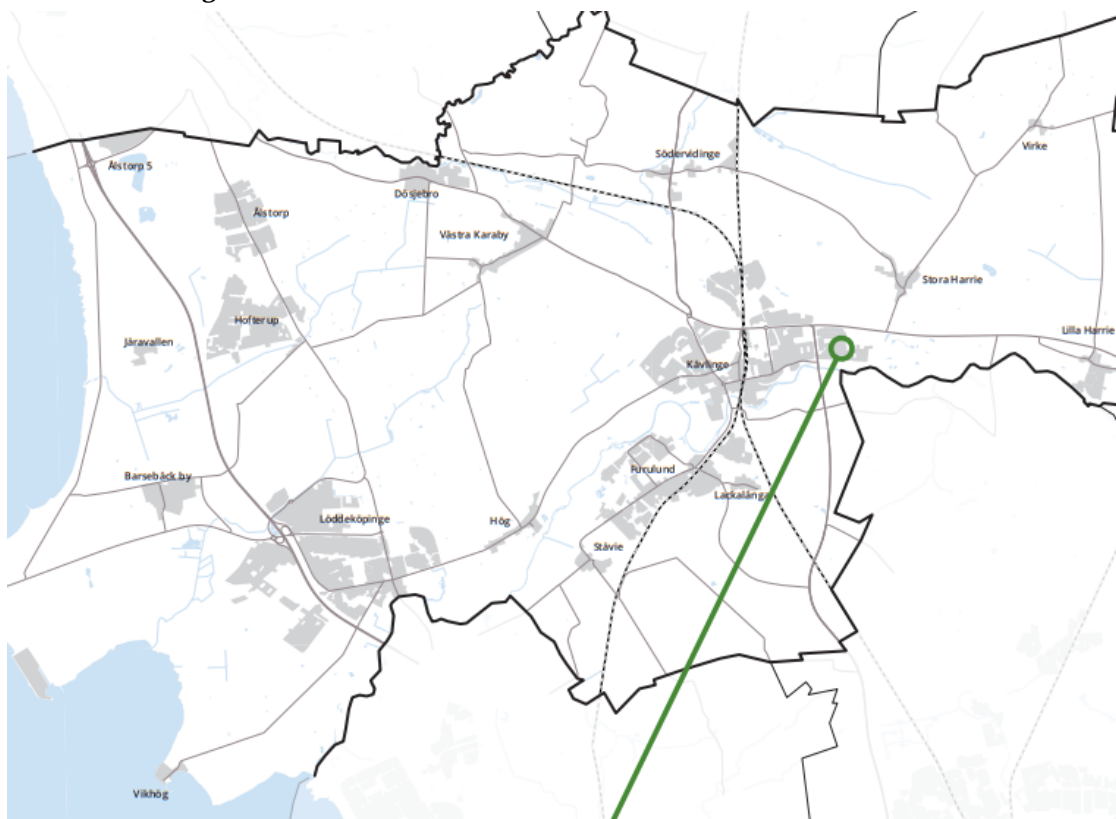 Södervidinge
Virke
Ålstorp 5
Dösjebro
Ålstorp
Västra Karaby
Stora Harrie
Hofterup
Lilla Harrie
Järavallen
Kävlinge
Furulund
Barsebäck by
Lackalänga
Löddeköpinge
Hög
Stävie
Vikhög